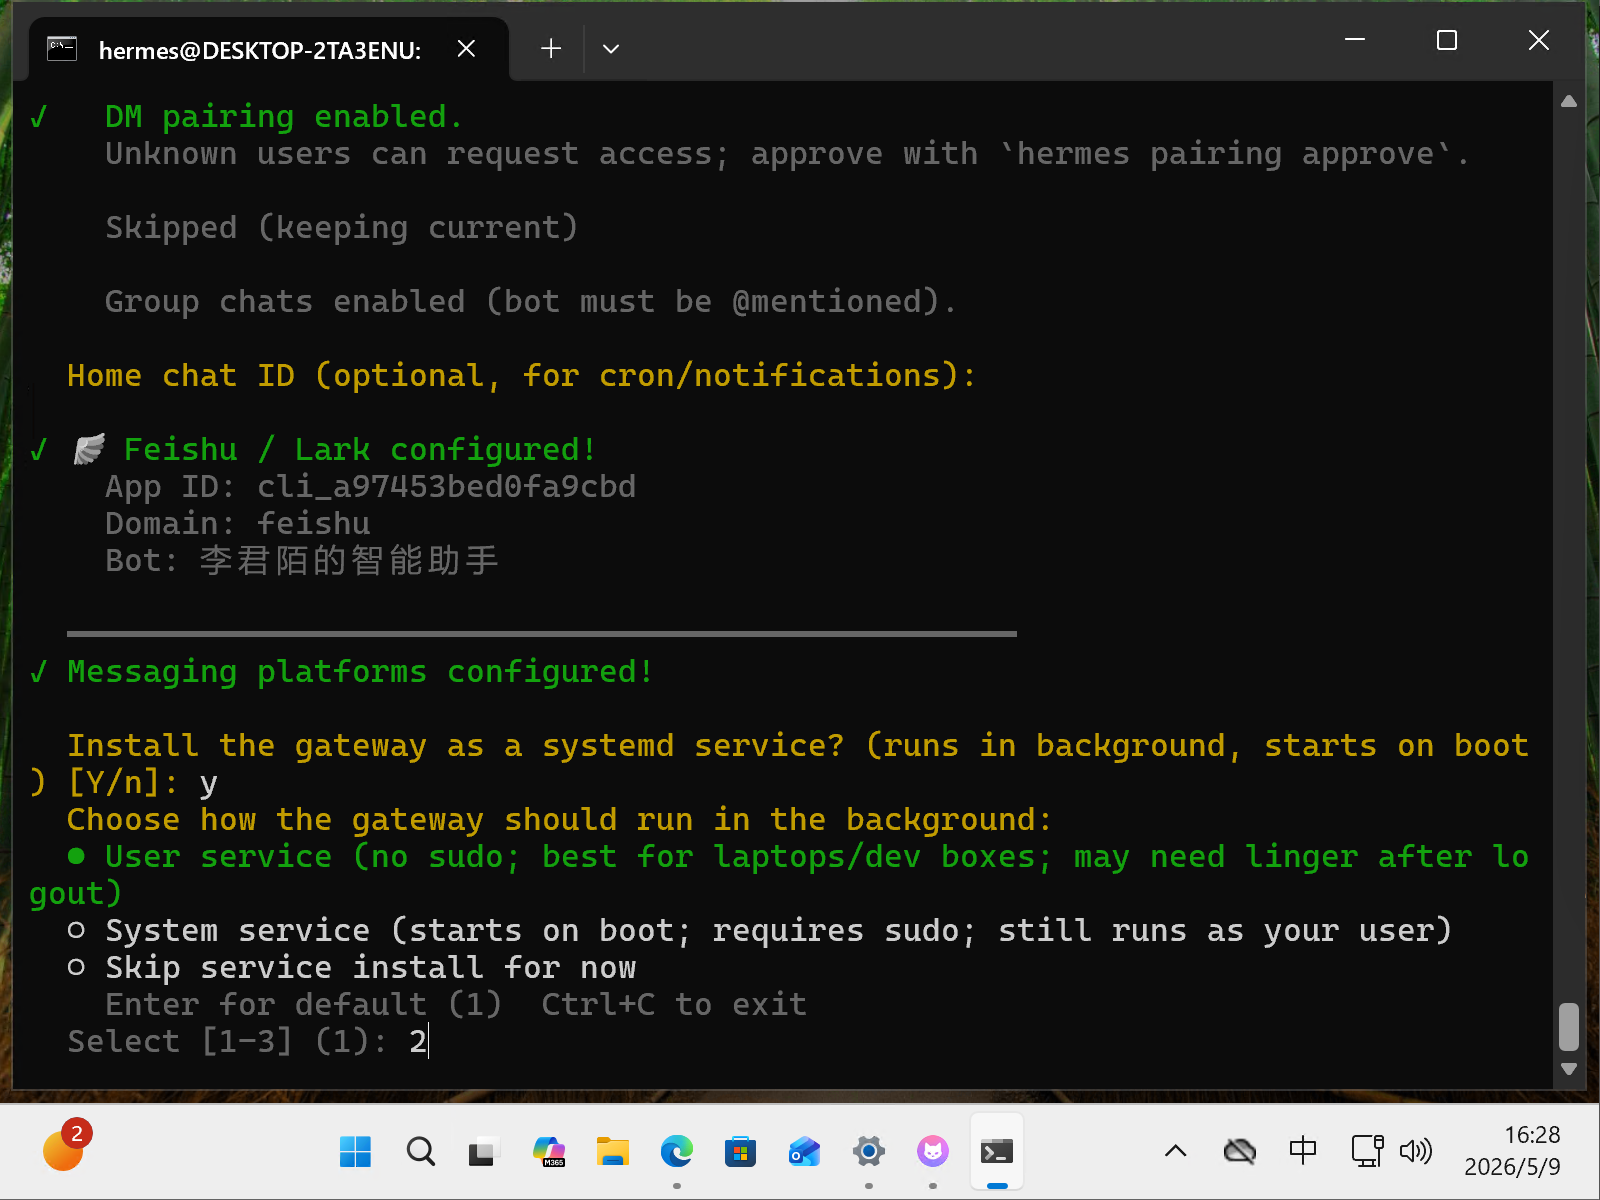 hermes@DESKTOP-2TA3ENU:
√ DM pairing enabled.
Unknown users can request access; approve with `hermes pairing approve`.
Skipped (keeping current)
Group chats enabled (bot must be @mentioned).
Home chat ID (optional, for cron/notifications):
√ Feishu / Lark configured!
App ID: cli_a97453bed0fa9cbd
Domain: feishu
Bot: 李君陌的智能助手
√ Messaging platforms configured!
Install the gateway as a systemd service? (runs in background, starts on boot
) [Y/n]: y
Choose how the gateway should run in the background:
● User service (no sudo; best for laptops/dev boxes; may need linger after lo
gout)
○ System service (starts on boot; requires sudo; still runs as your user)
○ Skip service install for now
Enter for default (1)  Ctrl+C to exit
Select [1-3] (1): 2
2
M365
中
16:28
2026/5/9